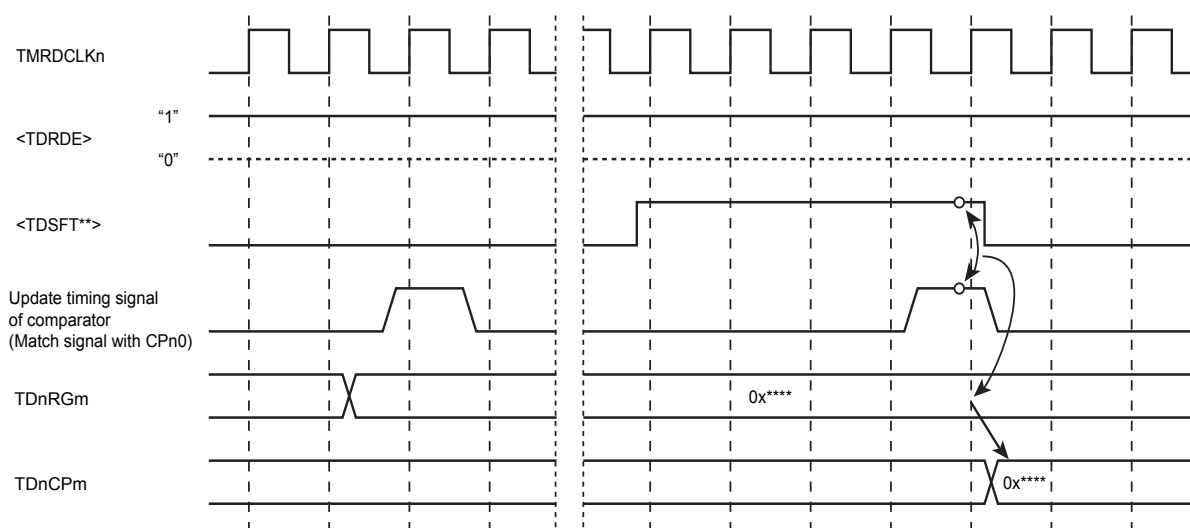 TMRDCLKn
“1”
<TDRDE>
“0”
<TDSFT**>
Update timing signal
of comparator
(Match signal with CPn0)
TDnRGm
0x****
TDnCPm
0x****